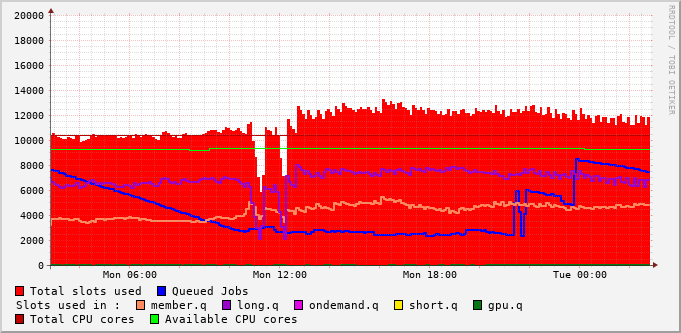 20000
18000
16000
14000
12000
10000
8000
6000
4000
2000
0
Mon 06:00 Mon 12:00 Mon 18:00 Tue 00:00
Total slots used Queued Jobs
Slots used in : member.q long.q ondemand.q short.q gpu.q
Total CPU cores Available CPU cores
RRDTOOL / TOBI OETIKER